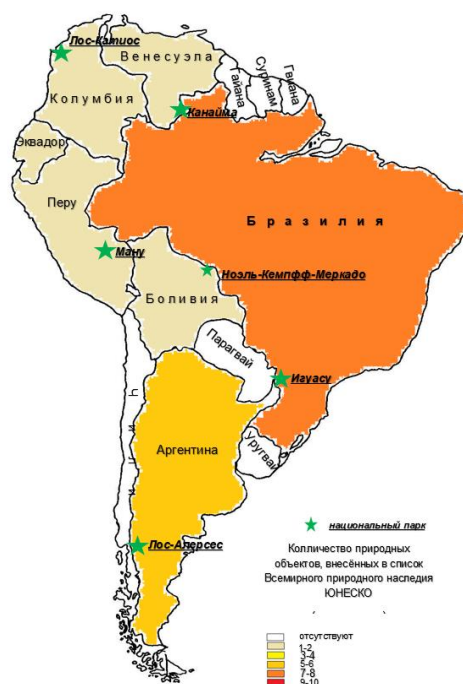 Лос-Катиос
Венесуэла
Гайана
Суринам
Гвиана
Колумбия
Канайма
Эквадор
Перу
Бразилия
Ману
Ноэль-Кемпфф-Меркадо
Боливия
Парагвай
Игуасу
Чили
Аргентина
Уругвай
Лос-Алерсес
национальный парк
Колличество природных
объектов, внесённых в список
Всемирного природного наследия
ЮНЕСКО
отсутствуют
1-2
3-4
5-6
7-8
9-10